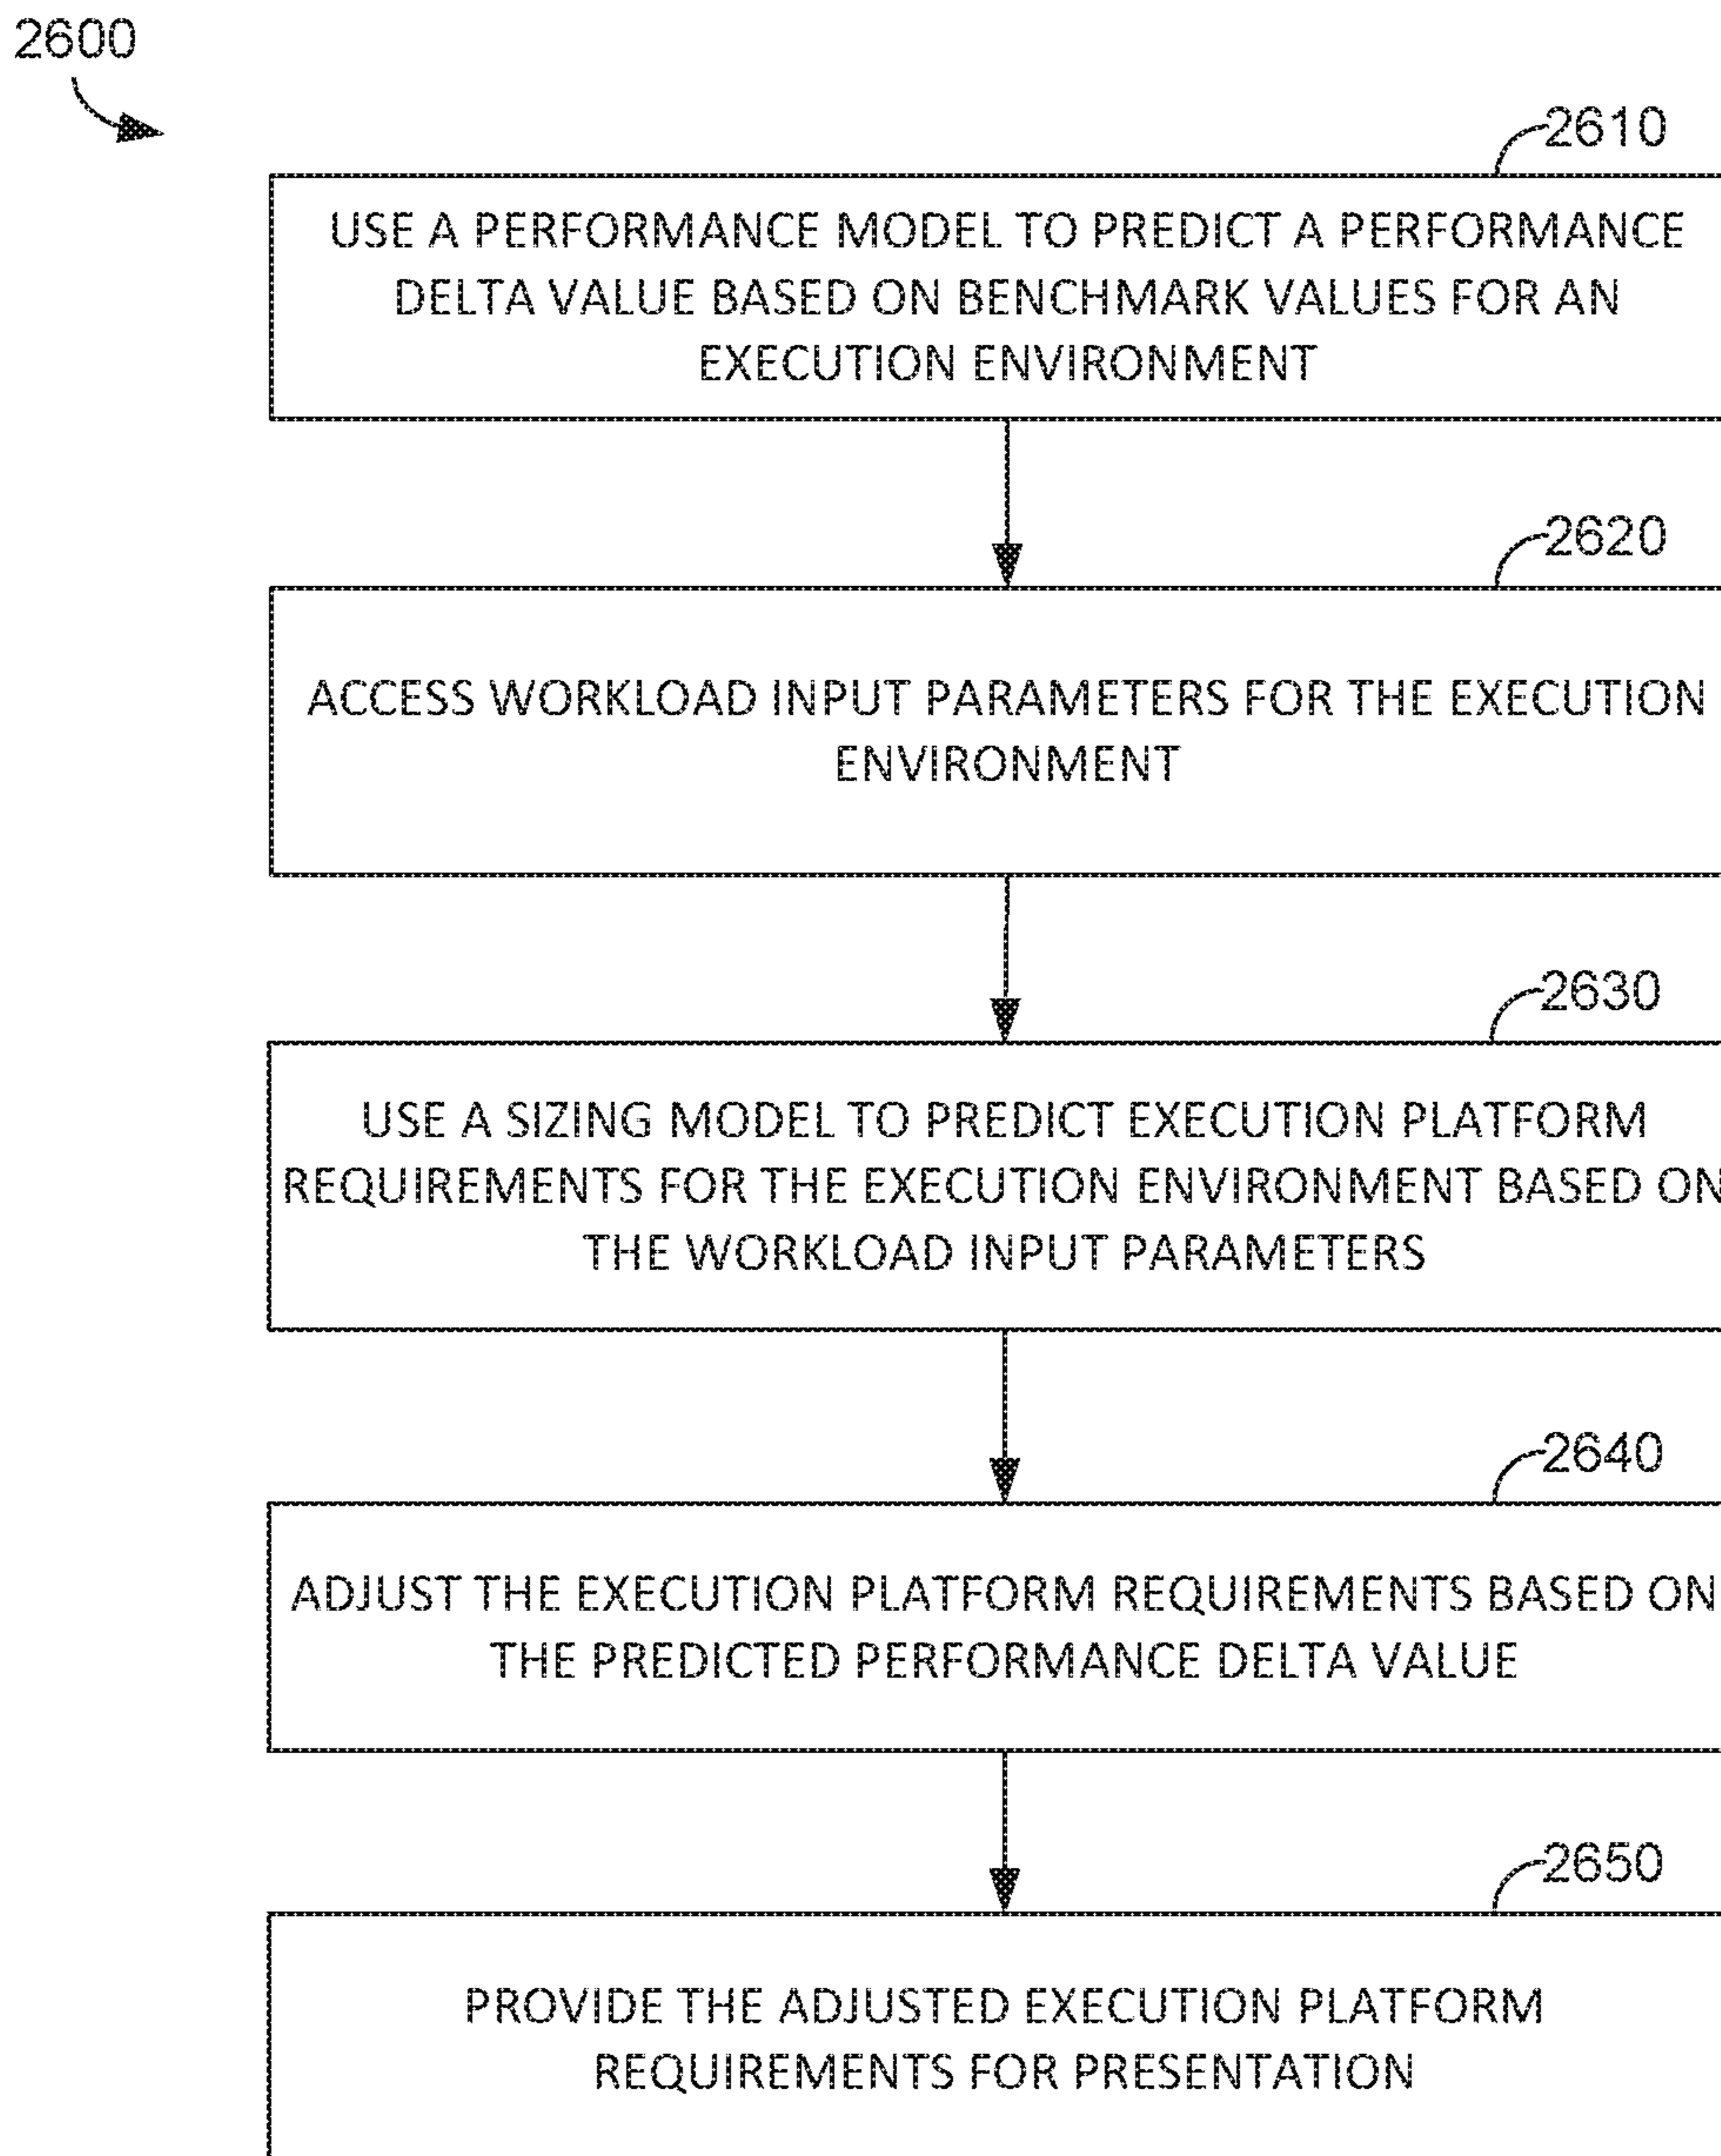 2600
2610
USE A PERFORMANCE MODEL TO PREDICT A PERFORMANCE
DELTA VALUE BASED ON BENCHMARK VALUES FOR AN
EXECUTION ENVIRONMENT
2620
ACCESS WORKLOAD INPUT PARAMETERS FOR THE EXECUTION
ENVIRONMENT
2630
USE A SIZING MODEL TO PREDICT EXECUTION PLATFORM
REQUIREMENTS FOR THE EXECUTION ENVIRONMENT BASED ON
THE WORKLOAD INPUT PARAMETERS
2640
ADJUST THE EXECUTION PLATFORM REQUIREMENTS BASED ON
THE PREDICTED PERFORMANCE DELTA VALUE
2650
PROVIDE THE ADJUSTED EXECUTION PLATFORM
REQUIREMENTS FOR PRESENTATION